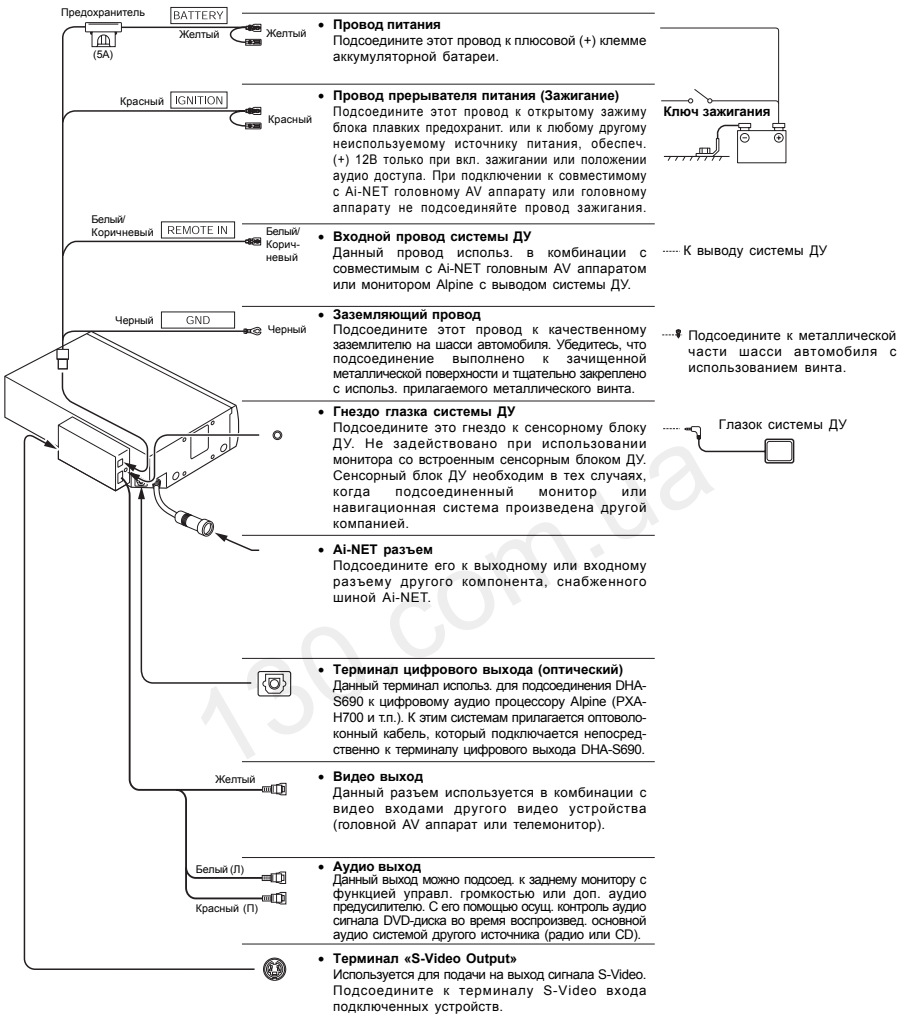 Предохранитель
BATTERY
Желтый
Желтый
(5А)
• Провод питания
Подсоедините этот провод к плюсовой (+) клемме
аккумуляторной батареи.
Красный
IGNITION
Красный
• Провод прерывателя питания (Зажигание)
Подсоедините этот провод к открытому зажиму
блока плавких предохранит. или к любому другому
неиспользуемому источнику питания, обеспеч.
(+) 12В только при вкл. зажигании или положении
аудио доступа. При подключении к совместимому
с Ai-NET головному AV аппарату или головному
аппарату не подсоединяйте провод зажигания.
Ключ зажигания
Белый/
Коричневый
REMOTE IN
Белый/
Корич-
невый
• Входной провод системы ДУ
Данный провод использ. в комбинации с
совместимым с Ai-NET головным AV аппаратом
или монитором Alpine с выводом системы ДУ.
К выводу системы ДУ
Черный
GND
Черный
• Заземляющий провод
Подсоедините этот провод к качественному
заземлителю на шасси автомобиля. Убедитесь, что
подсоединение выполнено к зачищенной
металлической поверхности и тщательно закреплено
с использ. прилагаемого металлического винта.
Подсоедините к металлической
части шасси автомобиля с
использованием винта.
• Гнездо глазка системы ДУ
Подсоедините это гнездо к сенсорному блоку
ДУ. Не задействовано при использовании
монитора со встроенным сенсорным блоком ДУ.
Сенсорный блок ДУ необходим в тех случаях,
когда подсоединенный монитор или
навигационная система произведена другой
компанией.
Глазок системы ДУ
• Ai-NET разъем
Подсоедините его к выходному или входному
разъему другого компонента, снабженного
шиной Ai-NET.
• Терминал цифрового выхода (оптический)
Данный терминал использ. для подсоединения DHA-
S690 к цифровому аудио процессору Alpine (PXA-
H700 и т.п.). К этим системам прилагается оптоволо-
конный кабель, который подключается непосред-
ственно к терминалу цифрового выхода DHA-S690.
Желтый
• Видео выход
Данный разъем используется в комбинации с
видео входами другого видео устройства
(головной AV аппарат или телемонитор).
Белый (Л)
Красный (П)
• Аудио выход
Данный выход можно подсоед. к заднему монитору с
функцией управл. громкостью или доп. аудио
предусилителю. С его помощью осущ. контроль аудио
сигнала DVD-диска во время воспроизвед. основной
аудио системой другого источника (радио или CD).
• Терминал «S-Video Output»
Используется для подачи на выход сигнала S-Video.
Подсоедините к терминалу S-Video входа
подключенных устройств.
130 com.ua